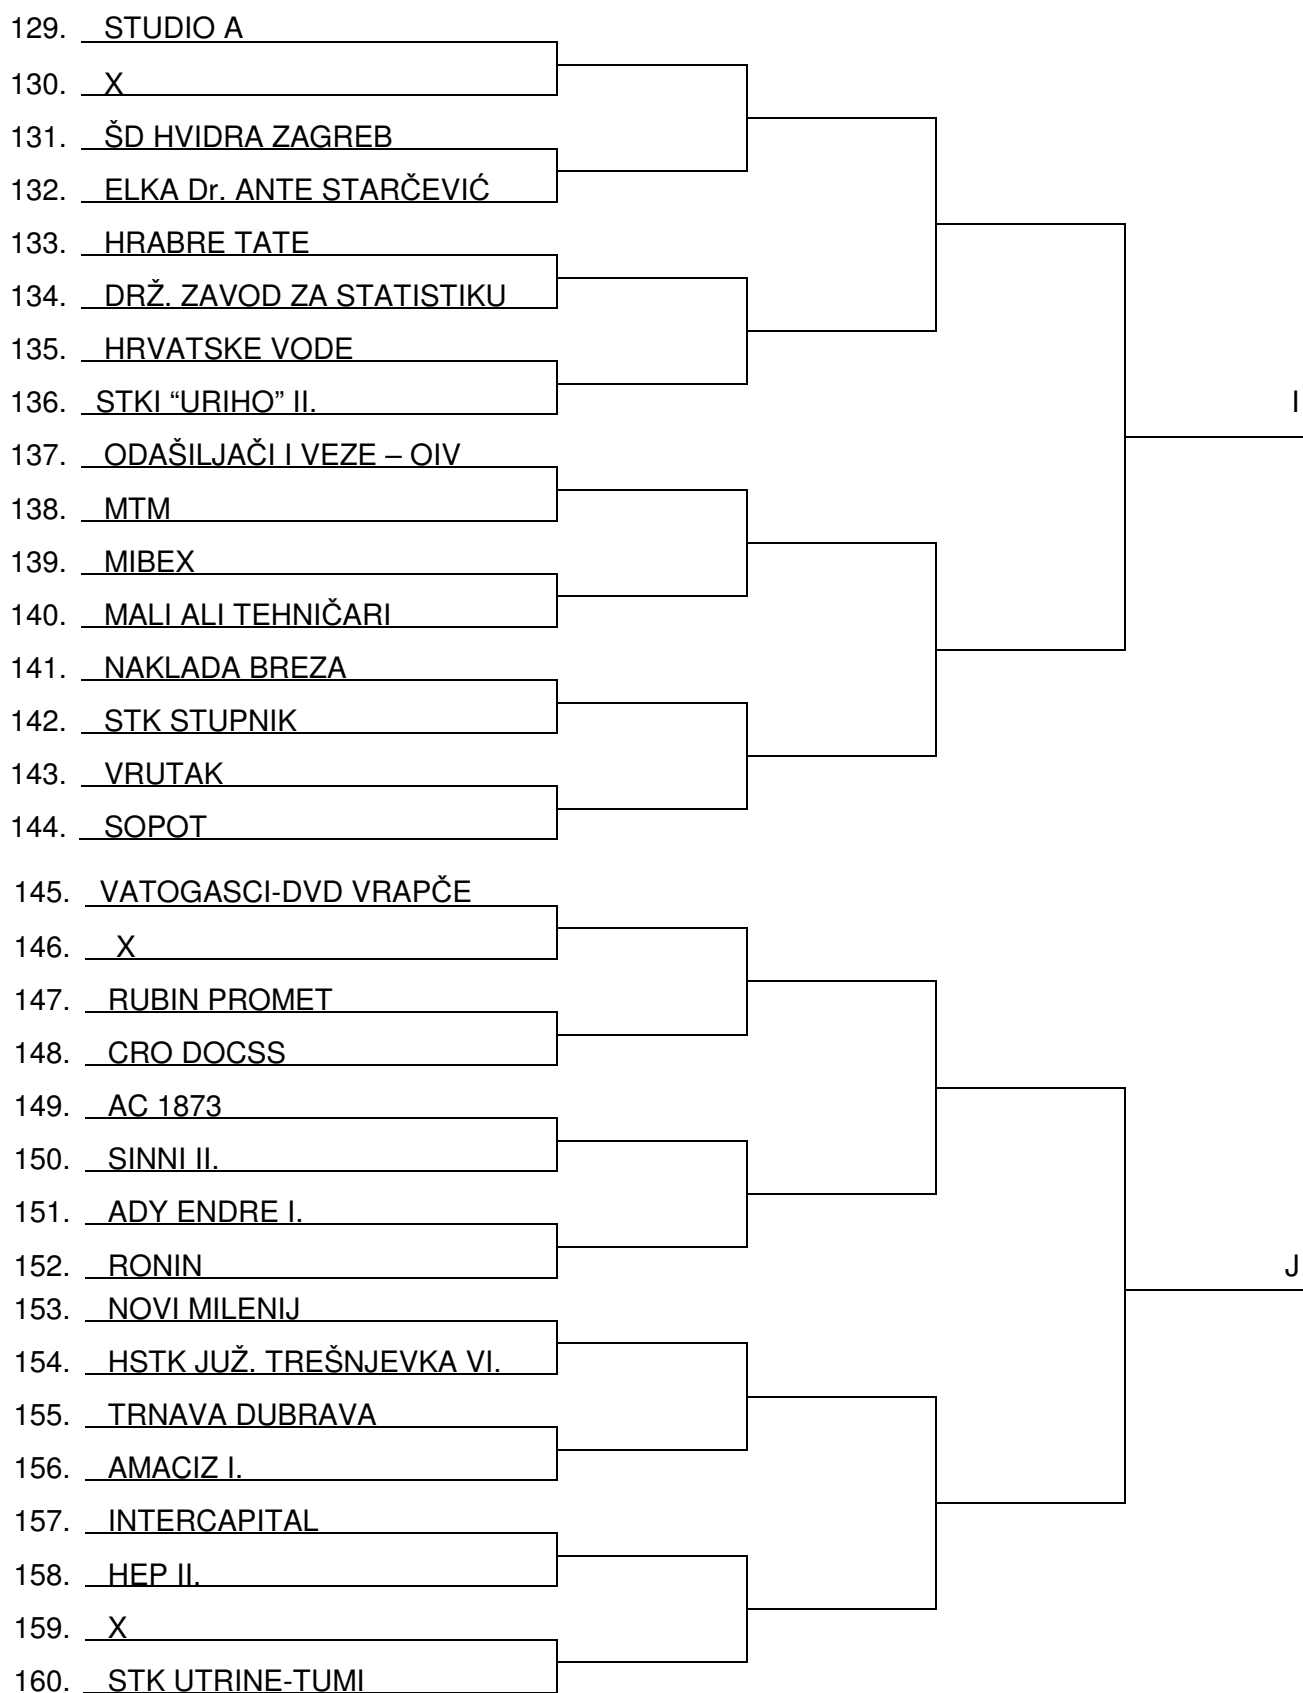 129. STUDIO A
130. X
131. ŠD HVIDRA ZAGREB
132. ELKA Dr. ANTE STARČEVIĆ
133. HRABRE TATE
134. DRŽ. ZAVOD ZA STATISTIKU
135. HRVATSKE VODE
136. STKI “URIHO” II.
I
137. ODAŠILJAČI I VEZE – OIV
138. MTM
139. MIBEX
140. MALI ALI TEHNIČARI
141. NAKLADA BREZA
142. STK STUPNIK
143. VRUTAK
144. SOPOT
145. VATOGASCI-DVD VRAPČE
146. X
147. RUBIN PROMET
148. CRO DOCSS
149. AC 1873
150. SINNI II.
151. ADY ENDRE I.
152. RONIN
J
153. NOVI MILENIJ
154. HSTK JUŽ. TREŠNJEVKA VI.
155. TRNAVA DUBRAVA
156. AMACIZ I.
157. INTERCAPITAL
158. HEP II.
159. X
160. STK UTRINE-TUMI